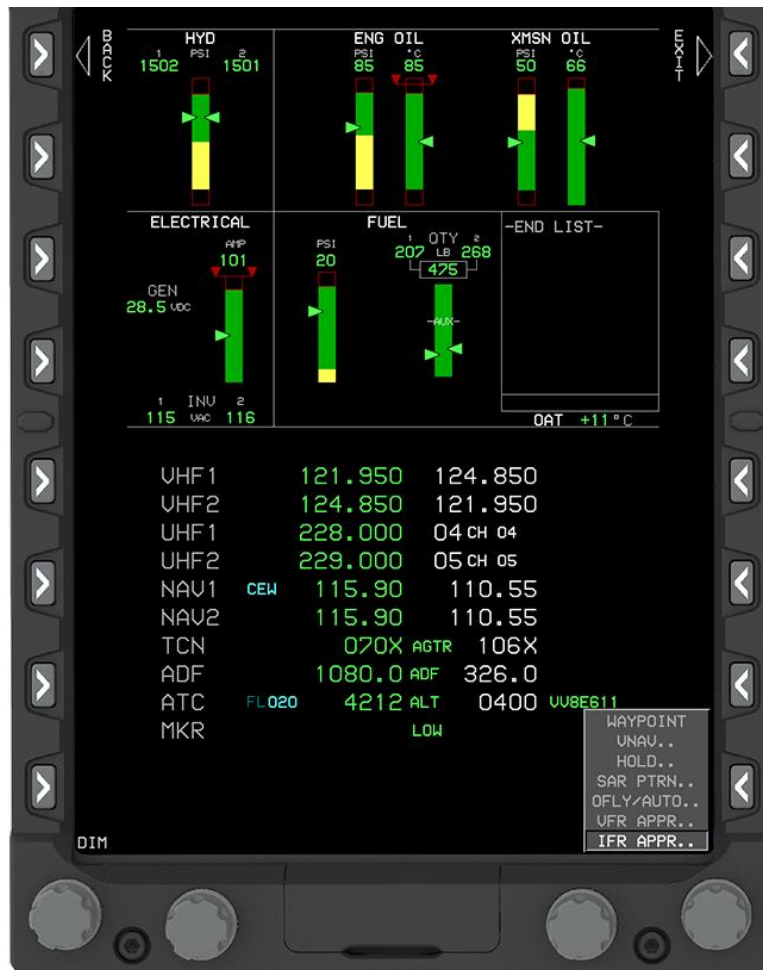 BACK
HYD
1 PSI 2
1502 1501
ENG OIL
PSI °C
85 85
XMSN OIL
PSI °C
50 66
EXIT
ELECTRICAL
AMP
101
GEN
28.5 VDC
1 INV 2
115 VAC 116
FUEL
PSI
20
1 QTY 2
207 LB 268
475
-AUX-
-END LIST-
OAT +11°C
VHF1 121.950 124.850
VHF2 124.850 121.950
UHF1 228.000 04 CH 04
UHF2 229.000 05 CH 05
NAV1 CEW 115.90 110.55
NAV2 115.90 110.55
TCN 070X AGTR 106X
ADF 1080.0 ADF 326.0
ATC FL020 4212 ALT 0400 VV8E611
MKR LOW
WAYPOINT
VNAV..
HOLD..
SAR PTRN..
OFLY/AUTO..
VFR APPR..
IFR APPR..
DIM